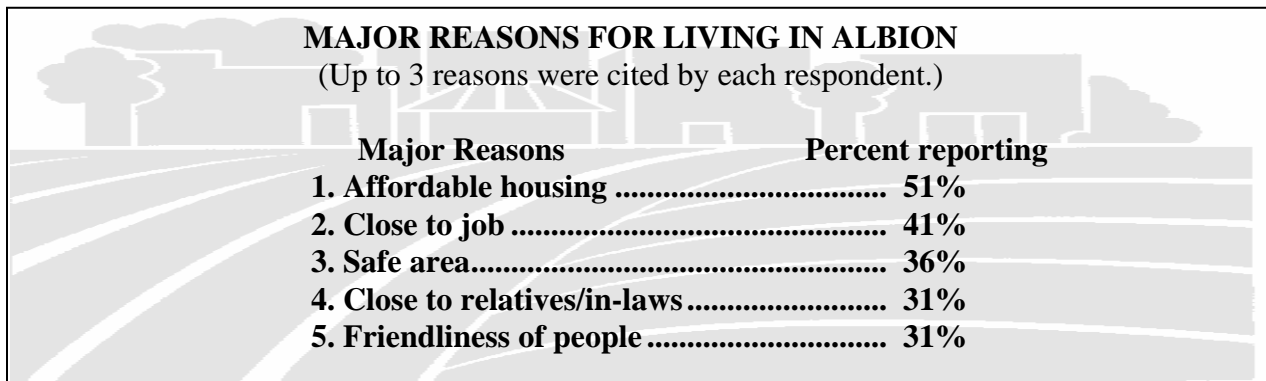 MAJOR REASONS FOR LIVING IN ALBION
(Up to 3 reasons were cited by each respondent.)
Major Reasons Percent reporting
1. Affordable housing .................................. 51%
2. Close to job ............................................... 41%
3. Safe area.................................................... 36%
4. Close to relatives/in-laws ......................... 31%
5. Friendliness of people .............................. 31%